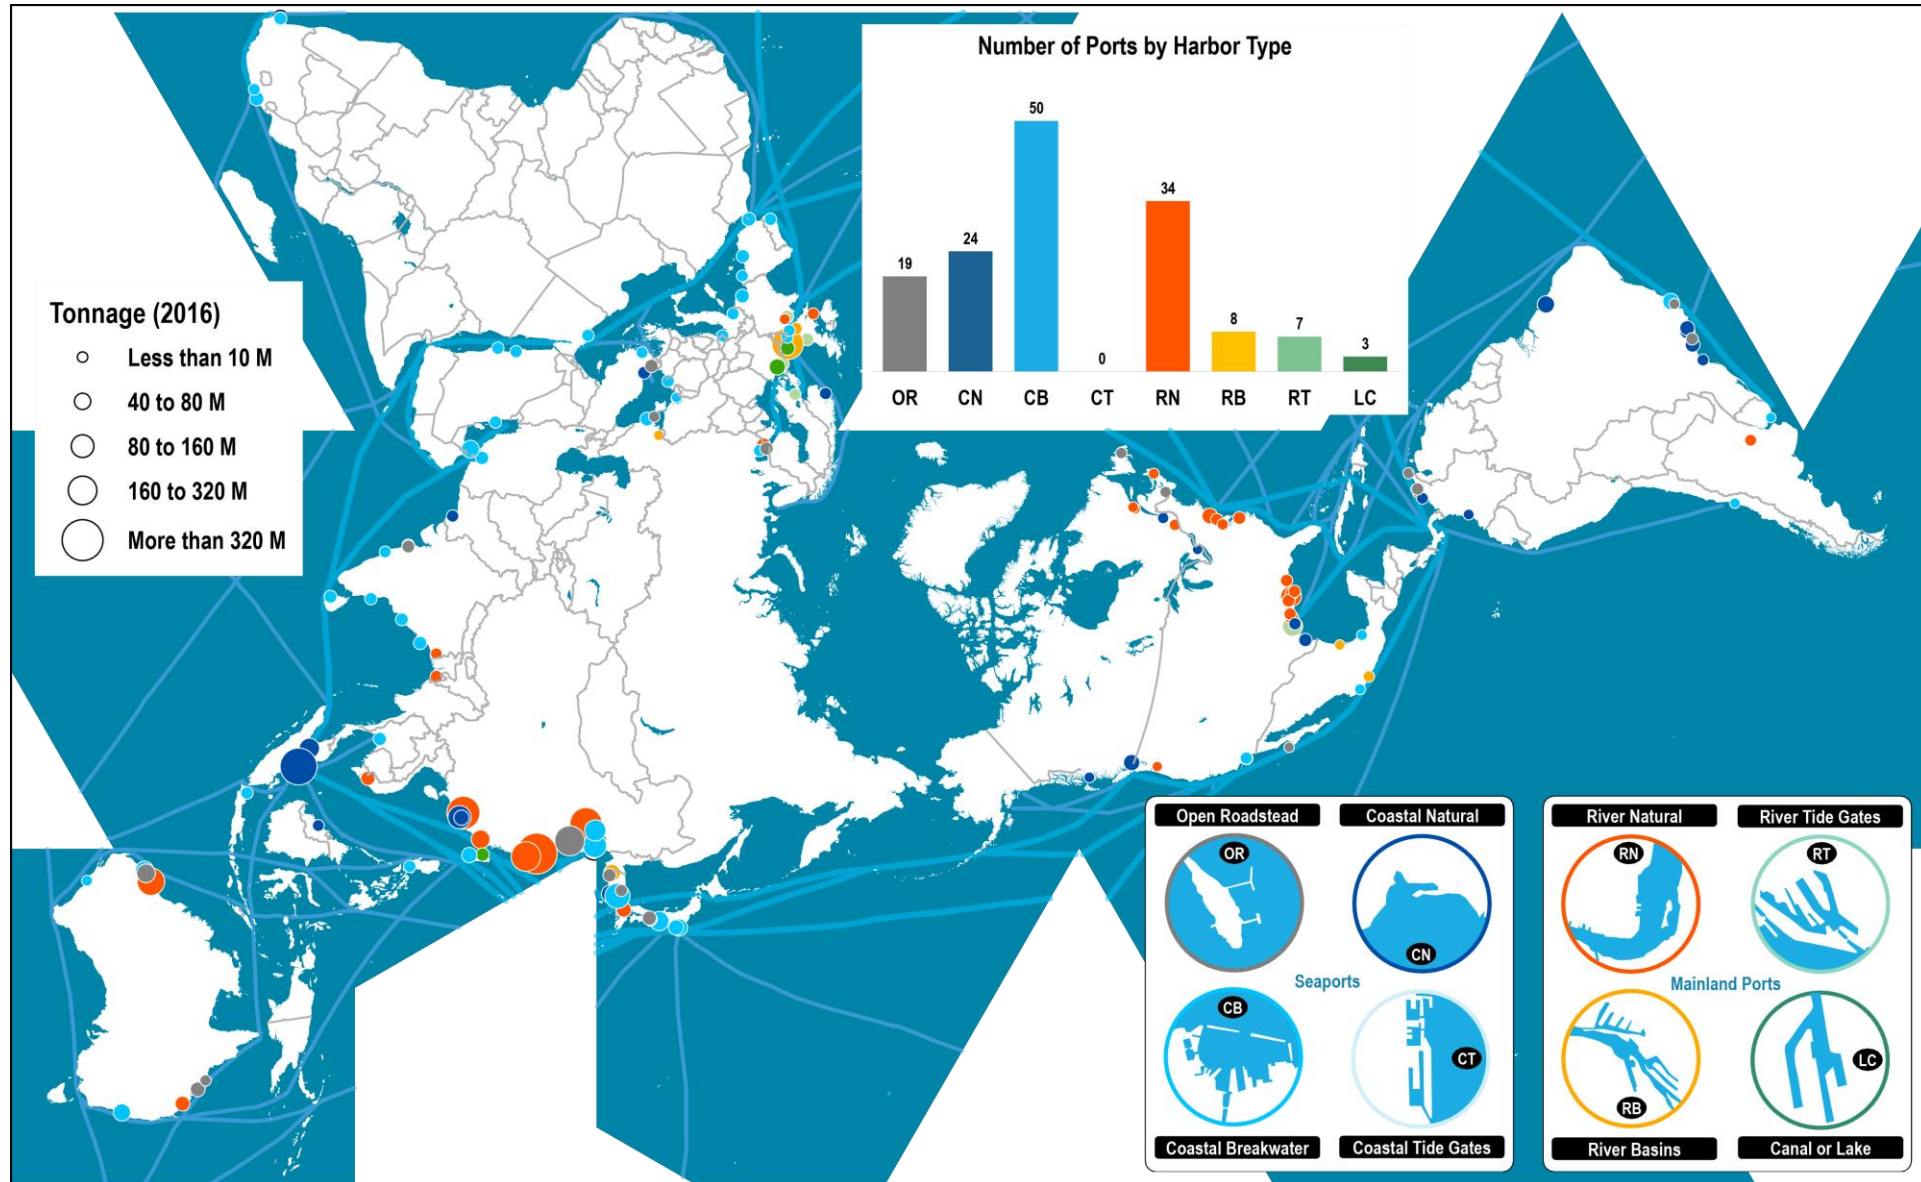 Number of Ports by Harbor Type
50
34
24
19
8
7
3
0
OR CN CB CT RN RB RT LC
Tonnage (2016)
Less than 10 M
40 to 80 M
80 to 160 M
160 to 320 M
More than 320 M
Open Roadstead
Coastal Natural
OR
CN
Seaports
CB
CT
Coastal Breakwater
Coastal Tide Gates
River Natural
River Tide Gates
RN
RT
Mainland Ports
RB
LC
River Basins
Canal or Lake